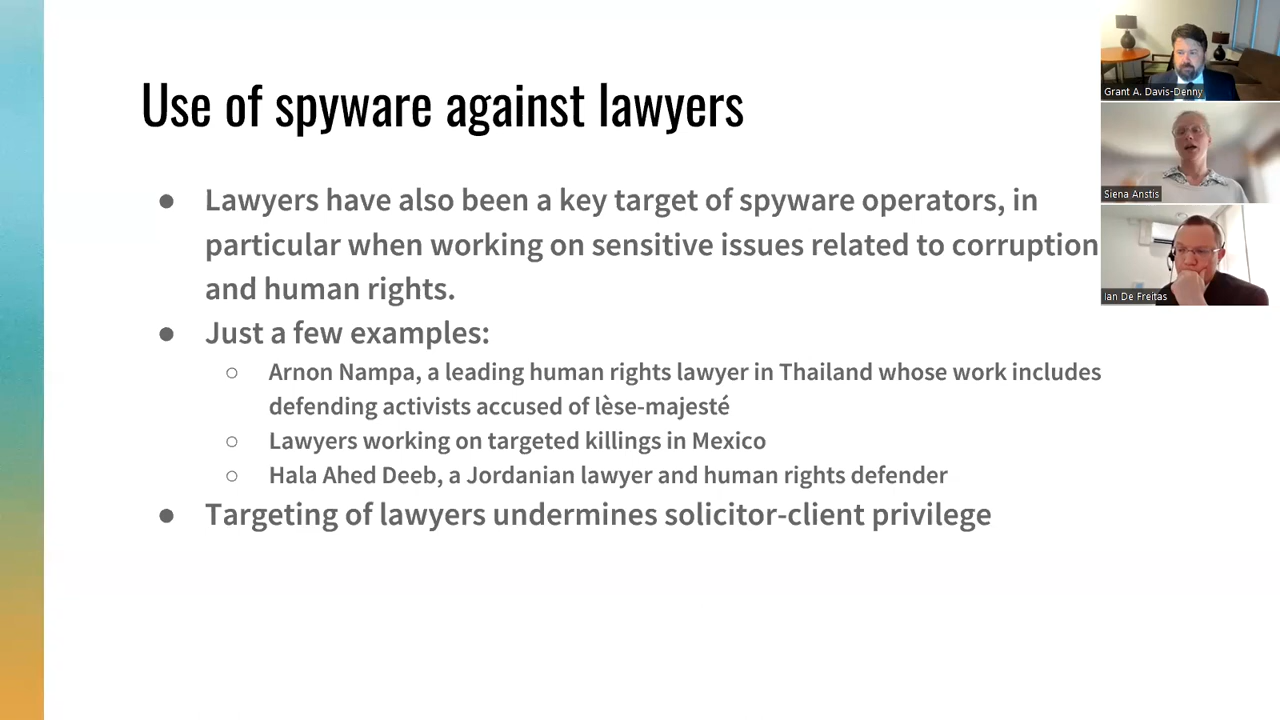 Use of spyware against lawyers
● Lawyers have also been a key target of spyware operators, in
particular when working on sensitive issues related to corruption
and human rights.
● Just a few examples:
○ Arnon Nampa, a leading human rights lawyer in Thailand whose work includes
defending activists accused of lèse-majesté
○ Lawyers working on targeted killings in Mexico
○ Hala Ahed Deeb, a Jordanian lawyer and human rights defender
● Targeting of lawyers undermines solicitor-client privilege
Grant A. Davis-Denny
Siena Anstis
Ian De Freitas